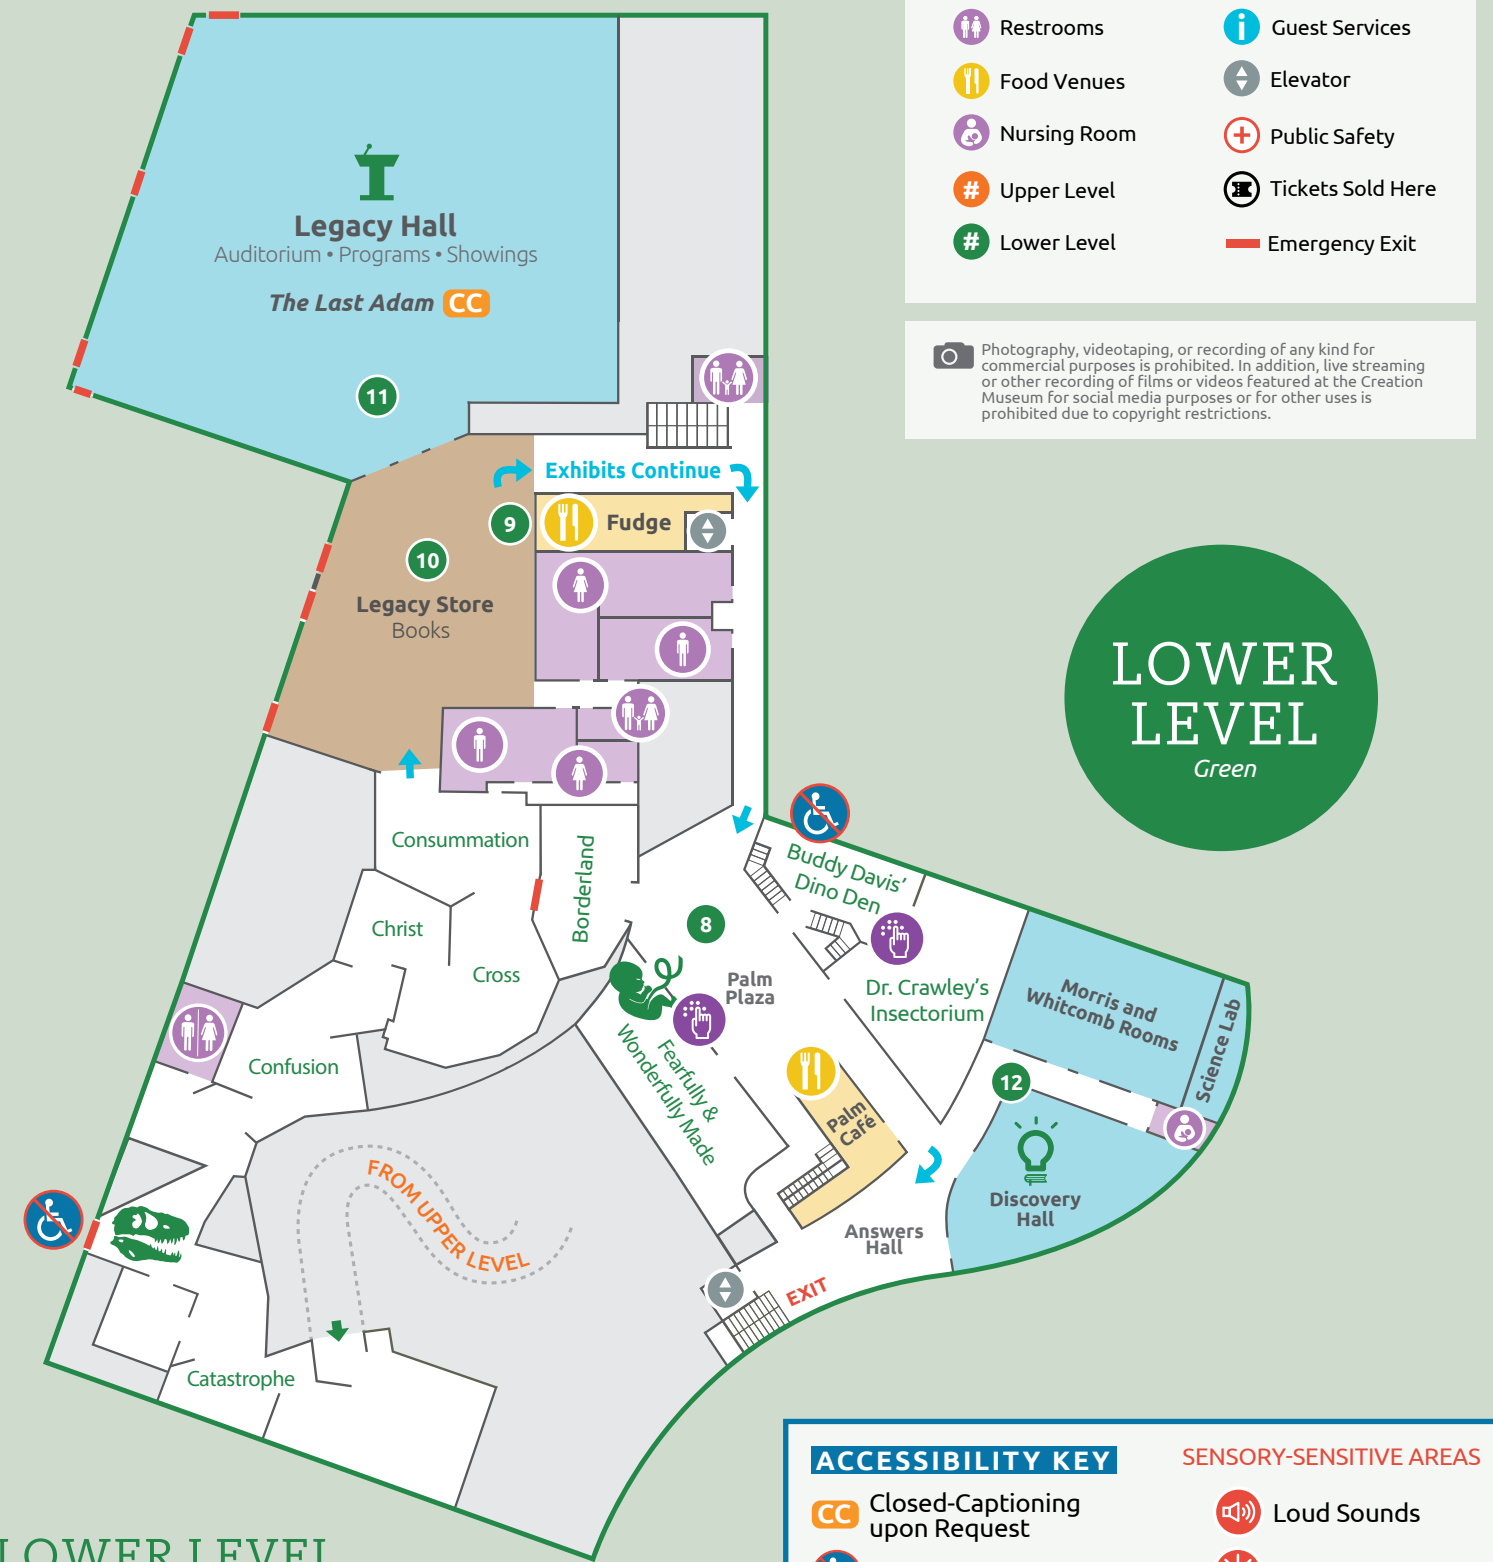 Restrooms
Guest Services
Food Venues
Elevator
Nursing Room
Public Safety
# Upper Level
Tickets Sold Here
# Lower Level
Emergency Exit
Photography, videotaping, or recording of any kind for
commercial purposes is prohibited. In addition, live streaming
or other recording of films or videos featured at the Creation
Museum for social media purposes or for other uses is
prohibited due to copyright restrictions.
Legacy Hall
Auditorium • Programs • Showings
The Last Adam CC
11
Exhibits Continue
9
Fudge
10
Legacy Store
Books
LOWER
LEVEL
Green
Consummation
Borderland
Christ
Cross
Confusion
Catastrophe
FROM UPPER LEVEL
8
Palm
Plaza
Buddy Davis'
Dino Den
Dr. Crawley's
Insectorium
Morris and
Whitcomb Rooms
Science Lab
12
Fearfully &
Wonderfully Made
Palm
Café
Discovery
Hall
Answers
Hall
EXIT
ACCESSIBILITY KEY
SENSORY-SENSITIVE AREAS
CC Closed-Captioning
upon Request
Loud Sounds
LOWER LEVEL